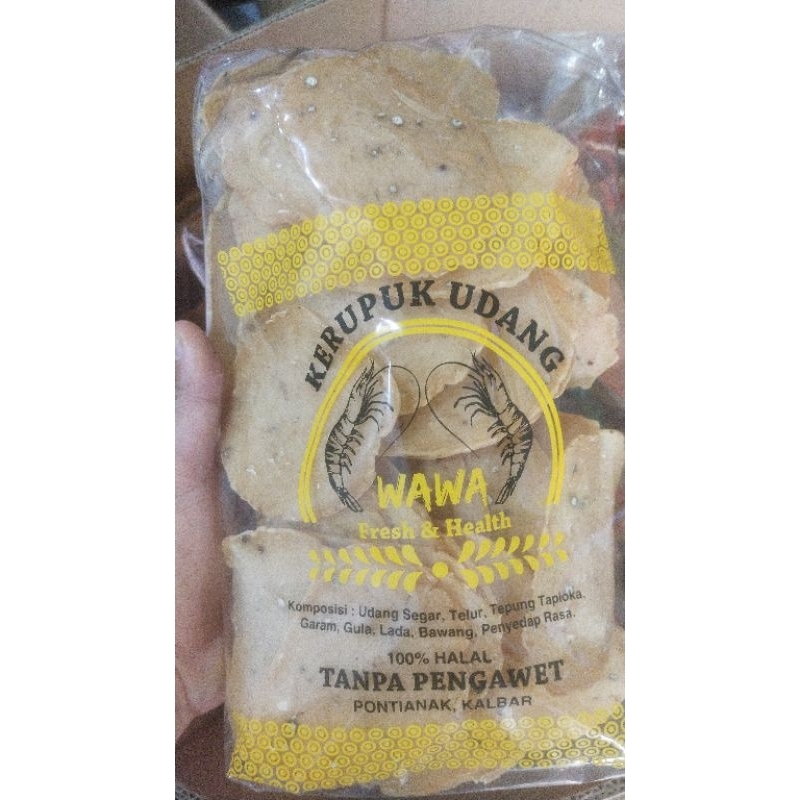 KERUPUK UDANG
WAWA
Fresh & Health
Komposisi : Udang Segar, Telur, Tepung Tapioka,
Garam, Gula, Lada, Bawang, Penyedap Rasa.
100% HALAL
TANPA PENGAWET
PONTIANAK, KALBAR